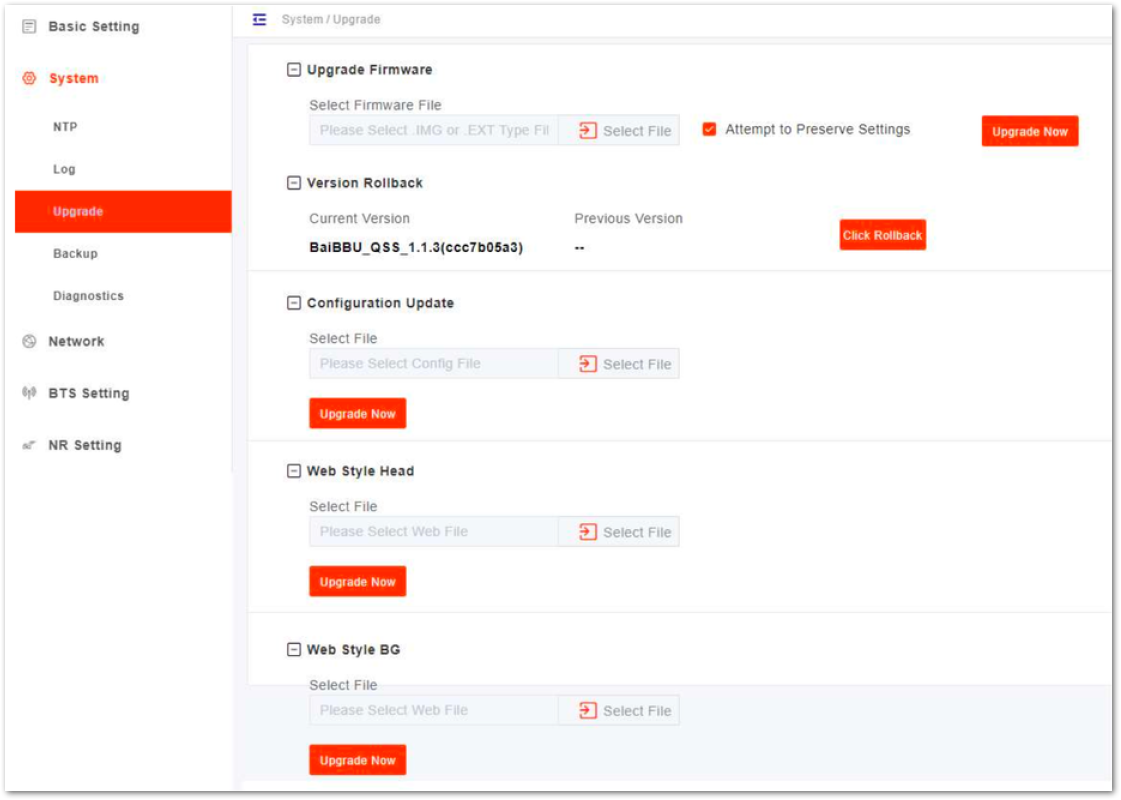 Basic Setting
System
NTP
Log
Upgrade
Backup
Diagnostics
Network
BTS Setting
NR Setting
System / Upgrade
Upgrade Firmware
Select Firmware File
Please Select .IMG or .EXT Type Fil
Select File
Attempt to Preserve Settings
Upgrade Now
Version Rollback
Current Version
Previous Version
BaiBBU_QSS_1.1.3(ccc7b05a3)
--
Click Rollback
Configuration Update
Select File
Please Select Config File
Select File
Upgrade Now
Web Style Head
Select File
Please Select Web File
Select File
Upgrade Now
Web Style BG
Select File
Please Select Web File
Select File
Upgrade Now